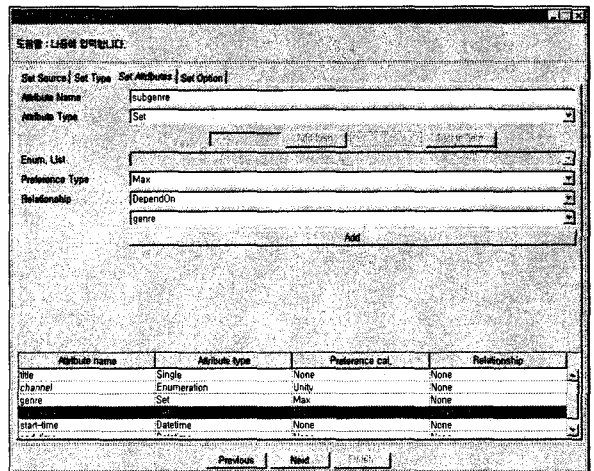 도움말 : 나중에 입력합니다.
Set Source Set Type Set Attributes Set Option
Attribute Name subgenre
Attribute Type Set
Enum, List
Preference Type Max
Relationship DependOn
genre
Add
Attribute name Attribute type Preference cal, Relationship
title Single None None
channel Enumeration Unity None
genre Set Max None
start-time Datetime None None
Previous Next Finish